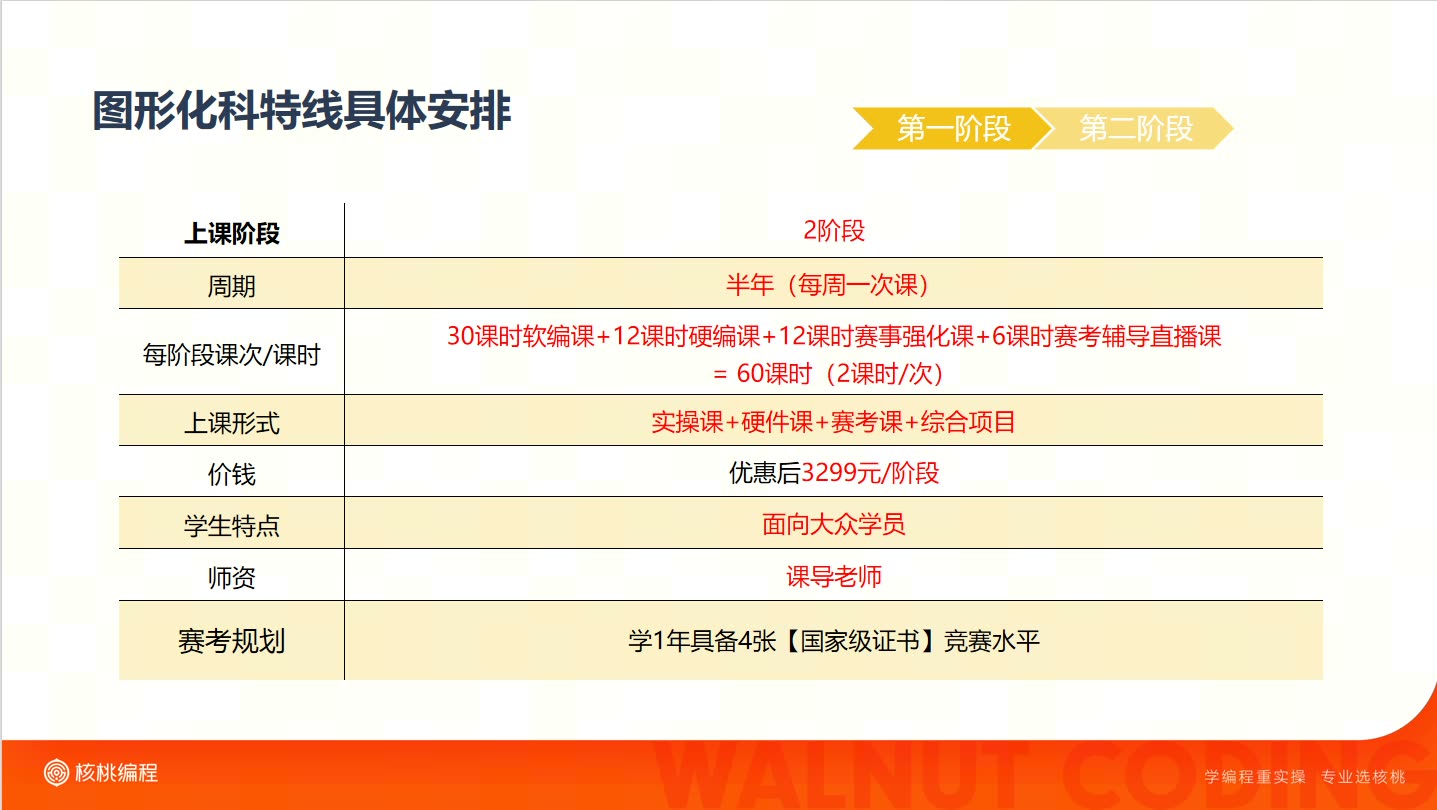 图形化科特线具体安排
第一阶段
第二阶段
上课阶段
2阶段
周期
半年（每周一次课）
每阶段课次/课时
30课时软编课+12课时硬编课+12课时赛事强化课+6课时赛考辅导直播课
= 60课时（2课时/次）
上课形式
实操课+硬件课+赛考课+综合项目
价钱
优惠后3299元/阶段
学生特点
面向大众学员
师资
课导老师
赛考规划
学1年具备4张【国家级证书】竞赛水平
核桃编程
WALNUT CODING
学编程重实操 专业选核桃